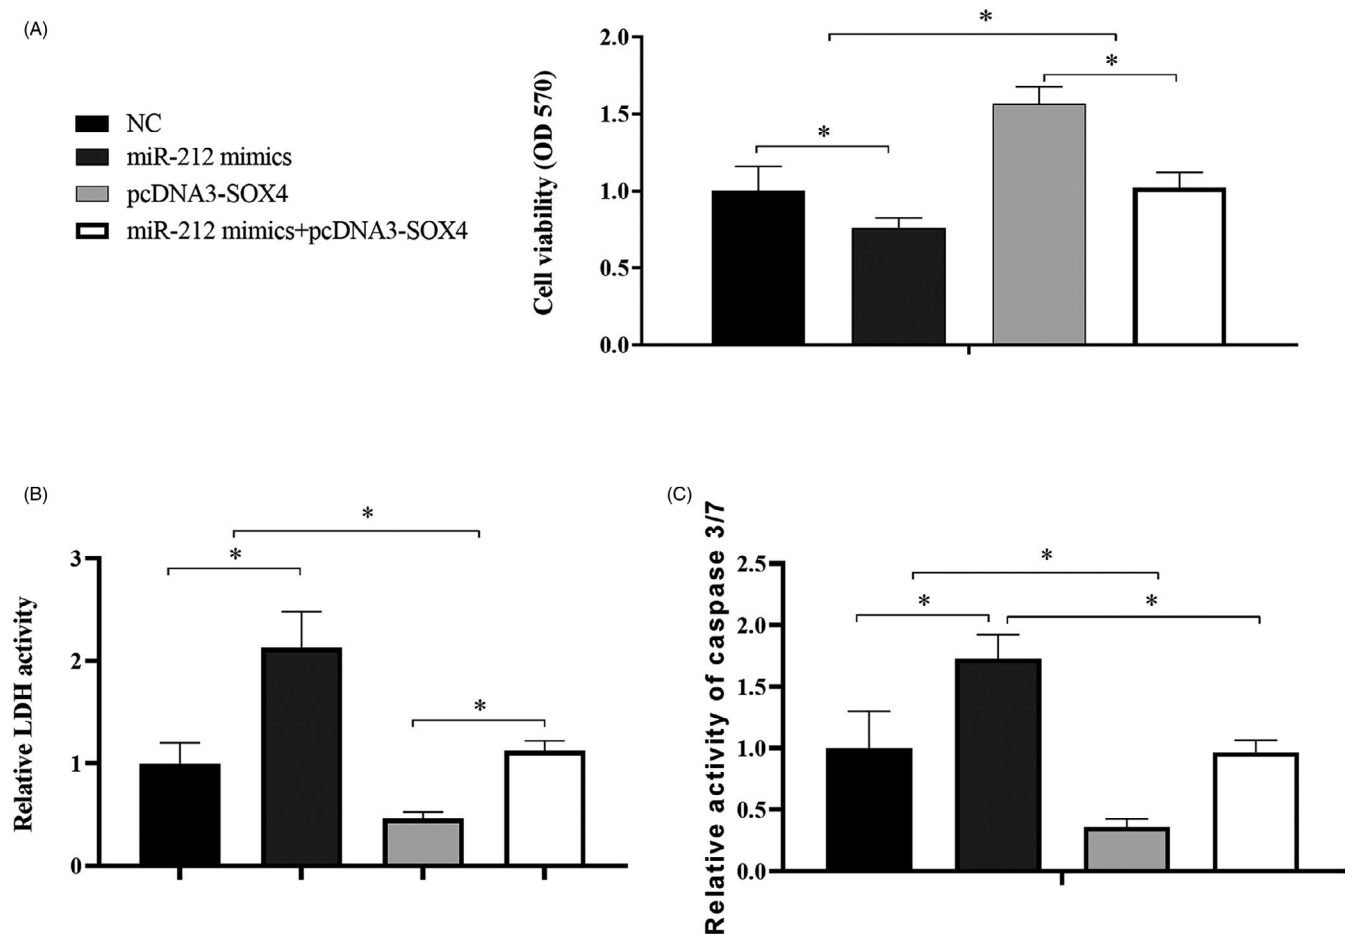 (A)
NC
miR-212 mimics
pcDNA3-SOX4
miR-212 mimics+pcDNA3-SOX4
Cell viability (OD 570)
2.0
1.5
1.0
0.5
0.0
*
*
*
(B)
Relative LDH activity
3
2
1
0
*
*
*
(C)
Relative activity of caspase 3/7
2.5
2.0
1.5
1.0
0.5
0.0
*
*
*